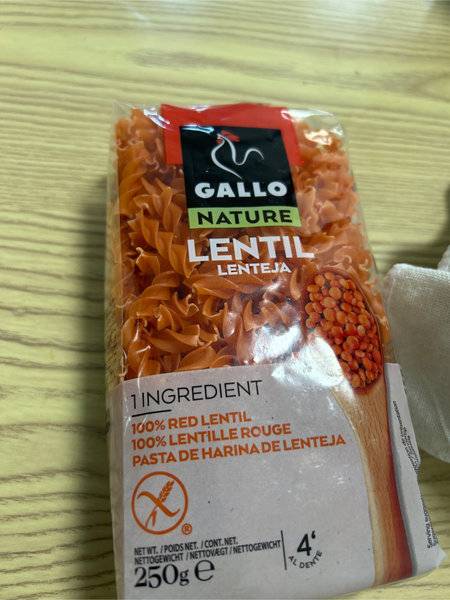 GALLO
NATURE
LENTIL
LENTEJA
1 INGREDIENT
100% RED LENTIL
100% LENTILLE ROUGE
PASTA DE HARINA DE LENTEJA
®
NET WT. / POIDS NET. / CONT. NET.
NETTOGEWICHT / NETTOVÆGT / NETTOGEWICHT
250g ℮
4'
AL DENTE
Serving